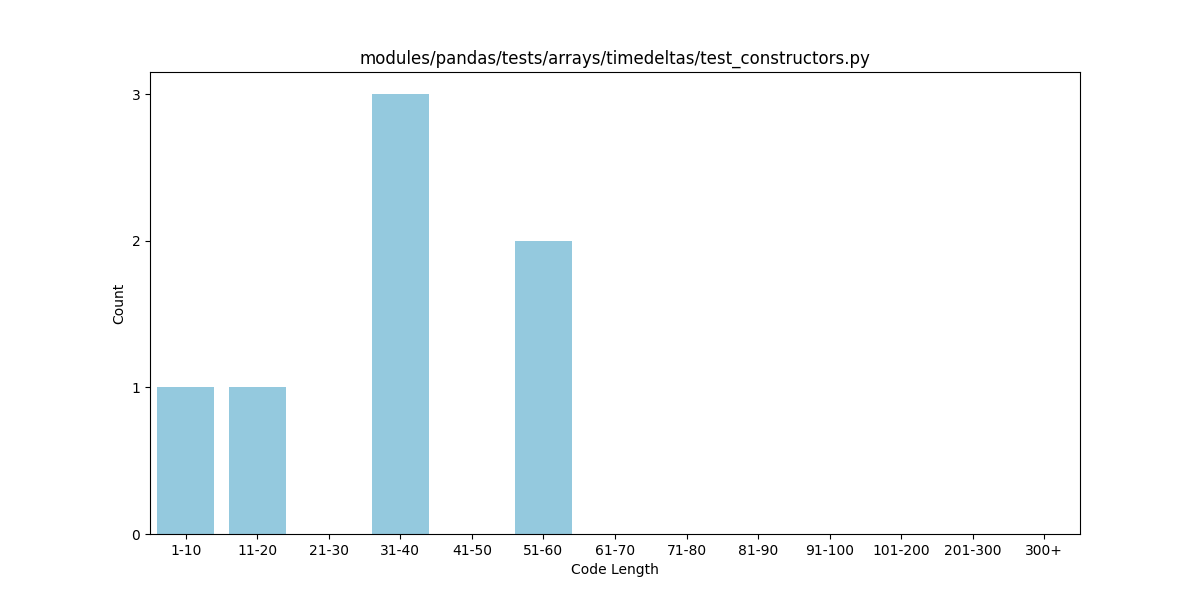 modules/pandas/tests/arrays/timedeltas/test_constructors.py
3
2
1
0
Count
1-10 11-20 21-30 31-40 41-50 51-60 61-70 71-80 81-90 91-100 101-200 201-300 300+
Code Length